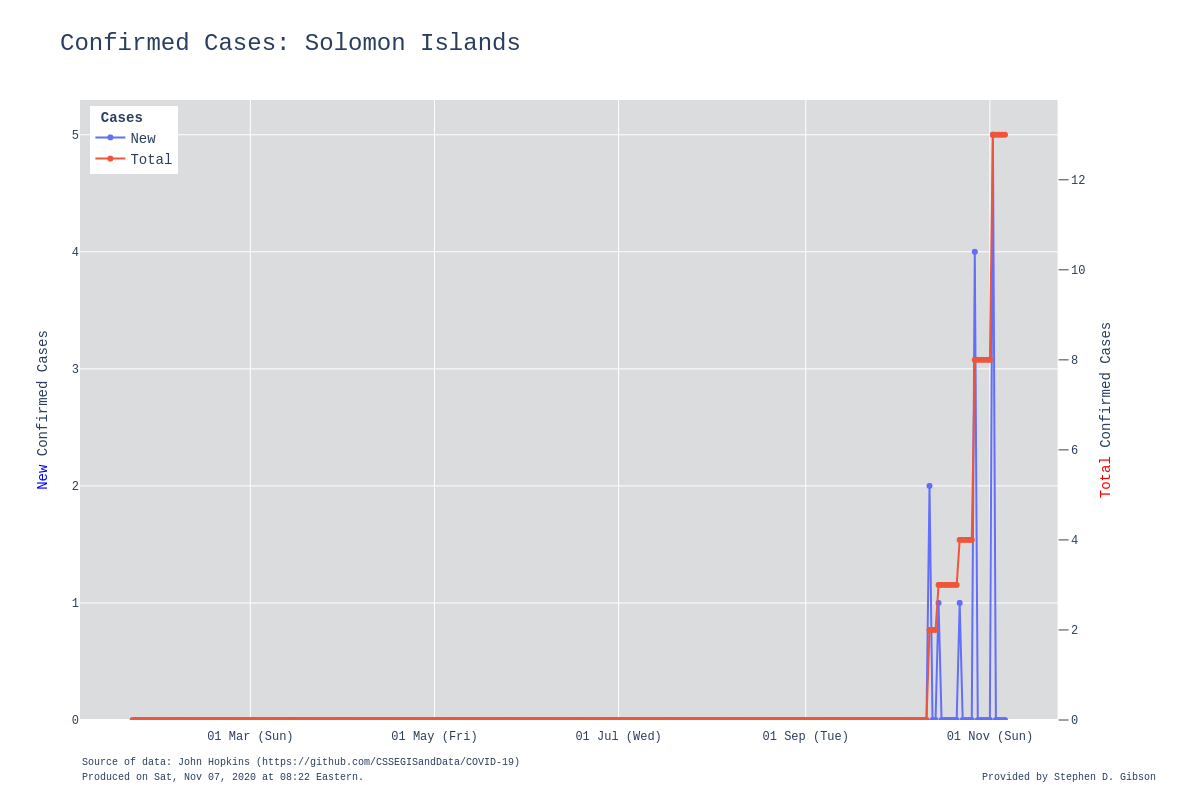 Confirmed Cases: Solomon Islands
Cases
New
Total
5
4
3
2
1
0
New Confirmed Cases
12
10
8
6
4
2
0
Total Confirmed Cases
01 Mar (Sun)
01 May (Fri)
01 Jul (Wed)
01 Sep (Tue)
01 Nov (Sun)
Source of data: John Hopkins (https://github.com/CSSEGISandData/COVID-19)
Produced on Sat, Nov 07, 2020 at 08:22 Eastern.
Provided by Stephen D. Gibson